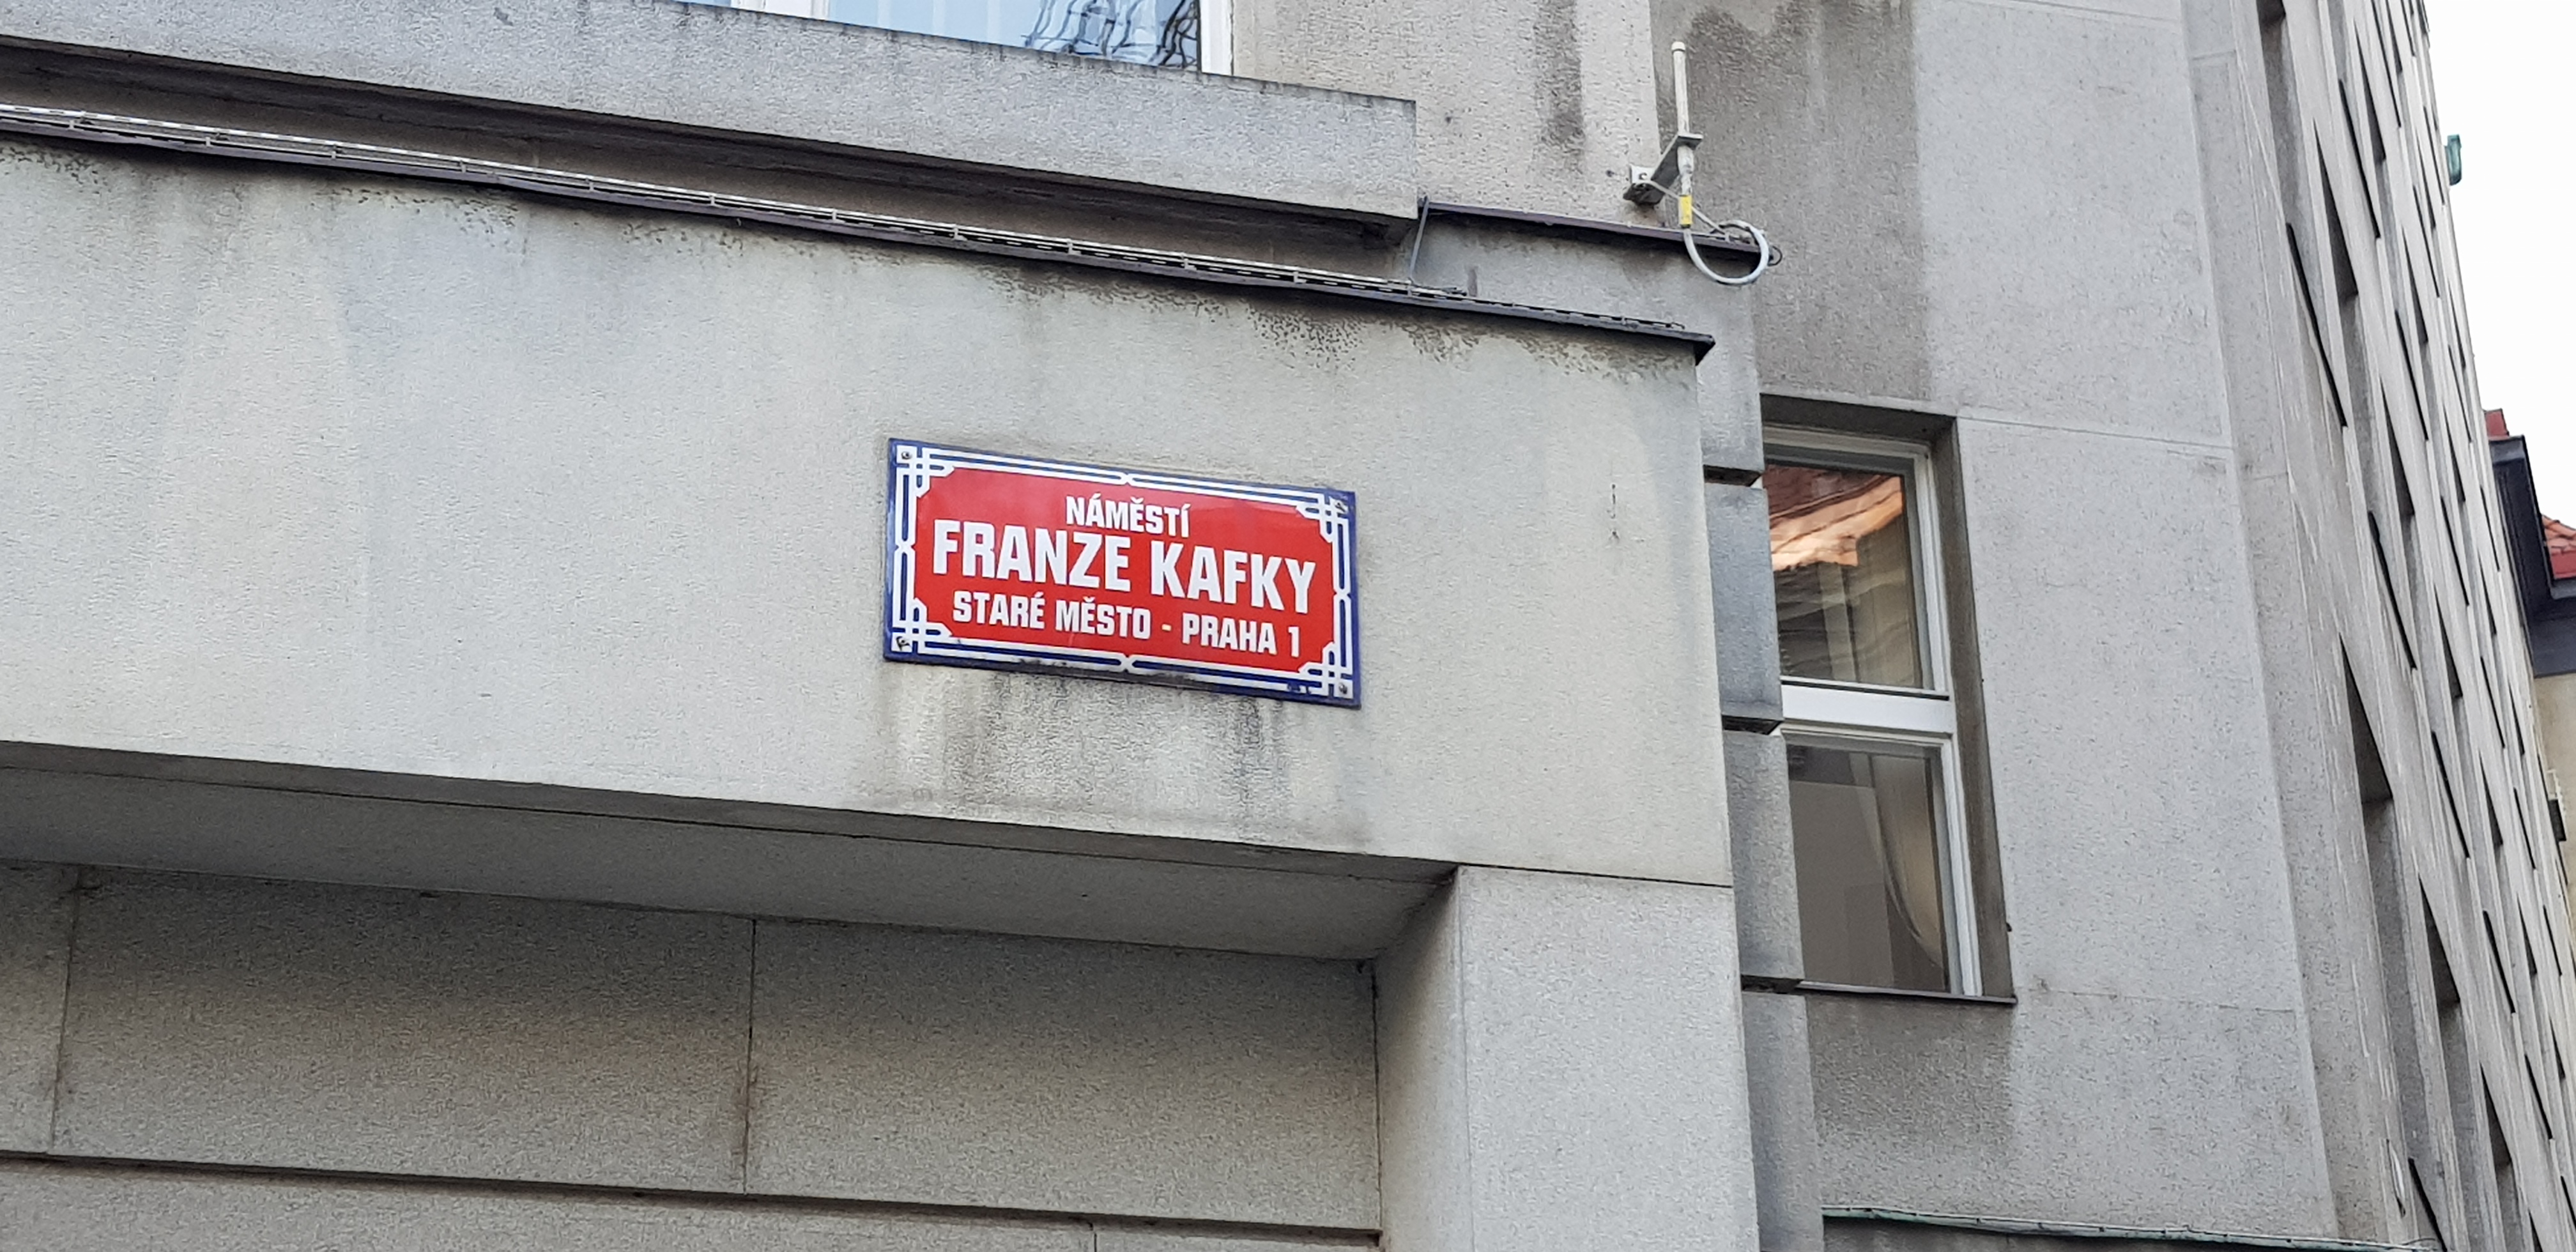 NÁMĚSTÍ
FRANZE KAFKY
STARÉ MĚSTO - PRAHA 1